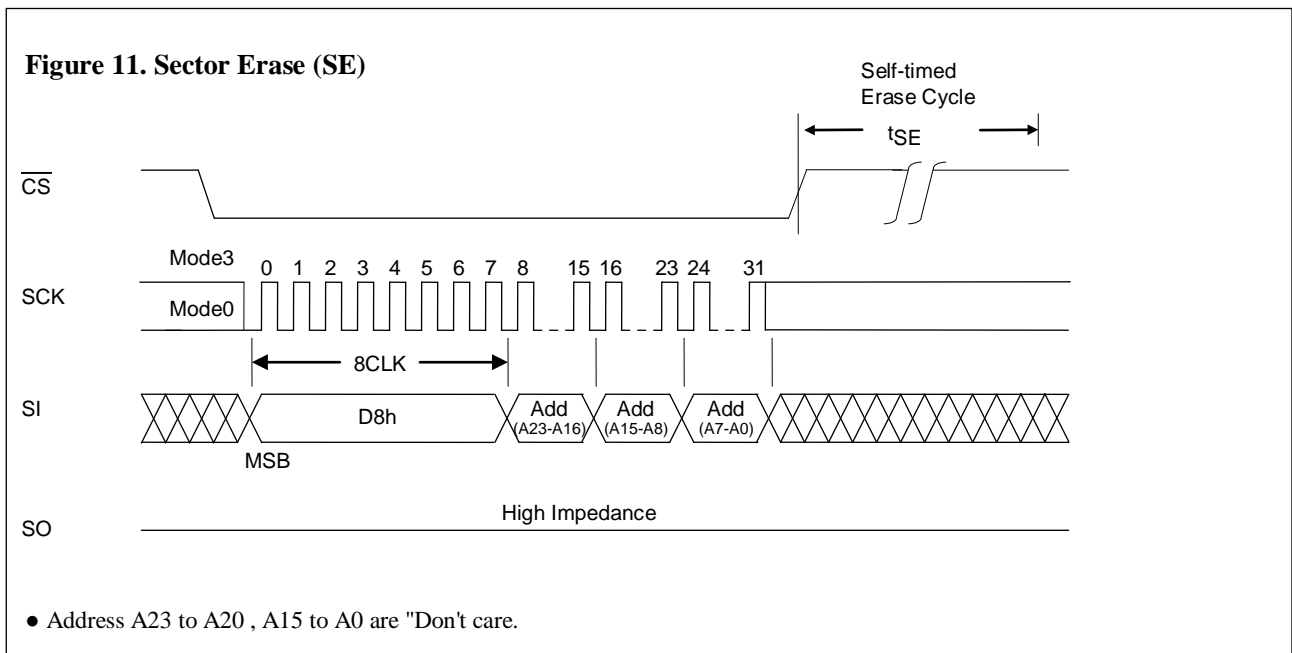 Figure 11. Sector Erase (SE)
Self-timed
Erase Cycle
tSE
CS
Mode3
0 1 2 3 4 5 6 7 8 15 16 23 24 31
SCK
Mode0
8CLK
SI
D8h
Add
(A23-A16)
Add
(A15-A8)
Add
(A7-A0)
MSB
High Impedance
SO
● Address A23 to A20 , A15 to A0 are "Don't care.